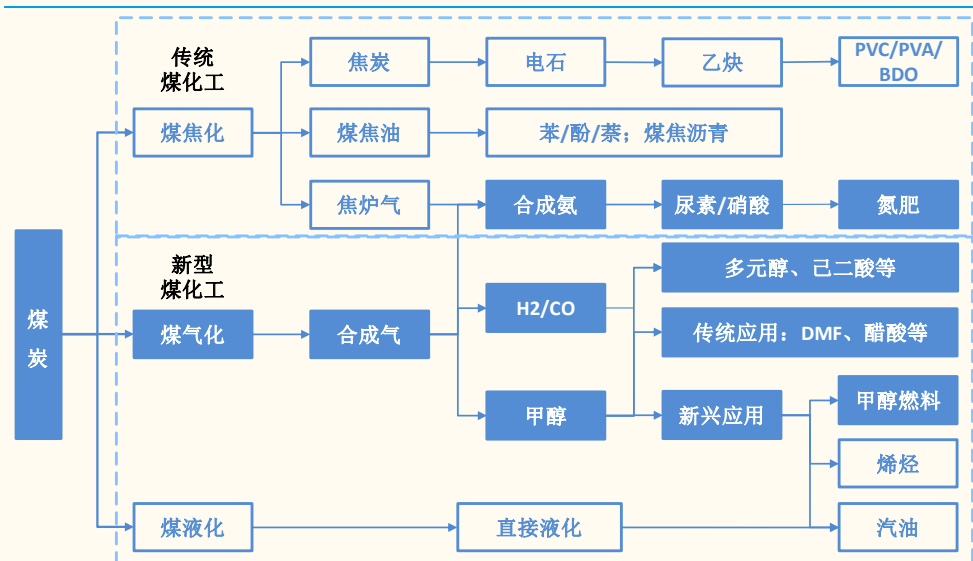 传统
煤化工
焦炭
电石
乙炔
PVC/PVA/
BDO
煤焦化
煤焦油
苯/酚/萘；煤焦沥青
焦炉气
合成氨
尿素/硝酸
氮肥
新型
煤化工
多元醇、己二酸等
煤
炭
煤气化
合成气
H2/CO
传统应用：DMF、醋酸等
甲醇
新兴应用
甲醇燃料
烯烃
煤液化
直接液化
汽油